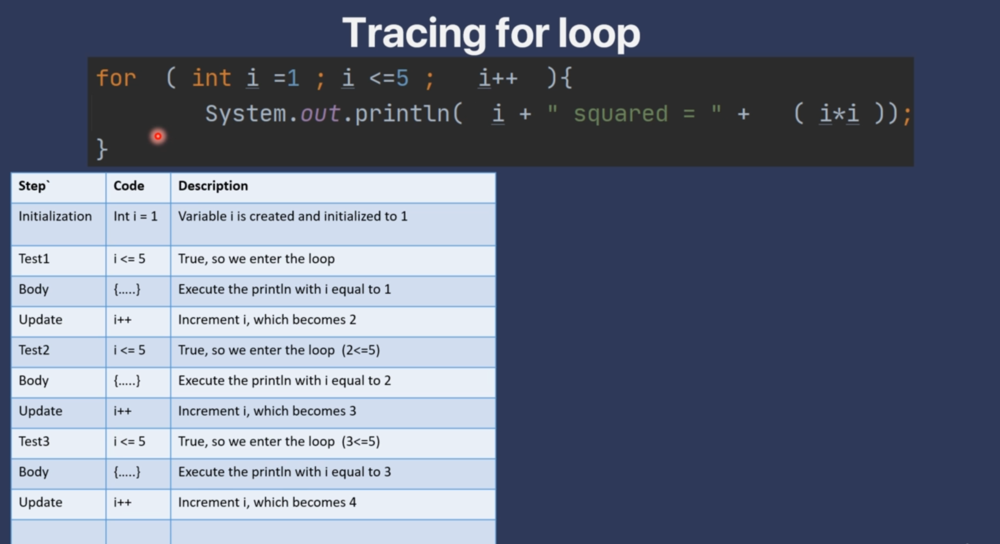 Tracing for loop
for ( int i =1 ; i <=5 ; i++ ){
System.out.println( i + " squared = " + ( i*i ));
}
Step` Code Description
Initialization Int i = 1 Variable i is created and initialized to 1
Test1 i <= 5 True, so we enter the loop
Body {.....} Execute the println with i equal to 1
Update i++ Increment i, which becomes 2
Test2 i <= 5 True, so we enter the loop (2<=5)
Body {.....} Execute the println with i equal to 2
Update i++ Increment i, which becomes 3
Test3 i <= 5 True, so we enter the loop (3<=5)
Body {.....} Execute the println with i equal to 3
Update i++ Increment i, which becomes 4